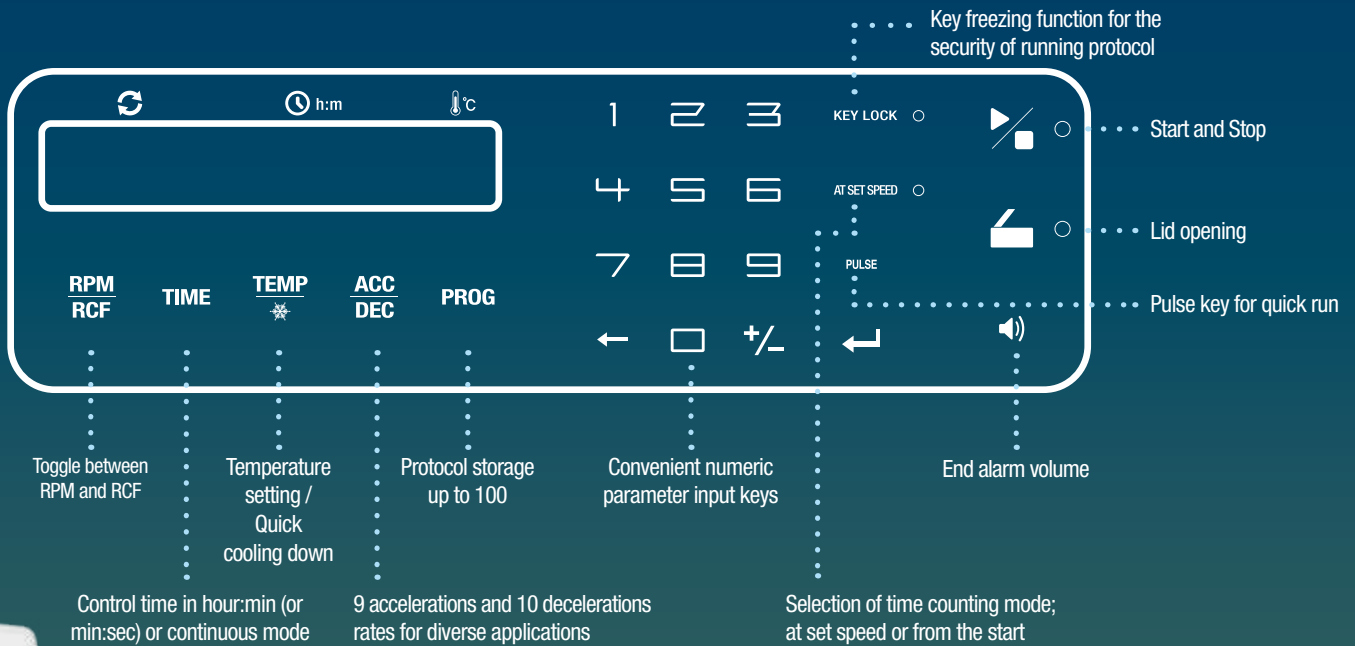 Key freezing function for the
security of running protocol
h:m
°C
1 2 3
KEY LOCK
Start and Stop
4 5 6
AT SET SPEED
Lid opening
7 8 9
PULSE
Pulse key for quick run
RPM
RCF
TIME
TEMP
ACC
DEC
PROG
0 +/-
Toggle between
RPM and RCF
Temperature
setting /
Quick
cooling down
Protocol storage
up to 100
Convenient numeric
parameter input keys
End alarm volume
Control time in hour:min (or
min:sec) or continuous mode
9 accelerations and 10 decelerations
rates for diverse applications
Selection of time counting mode;
at set speed or from the start